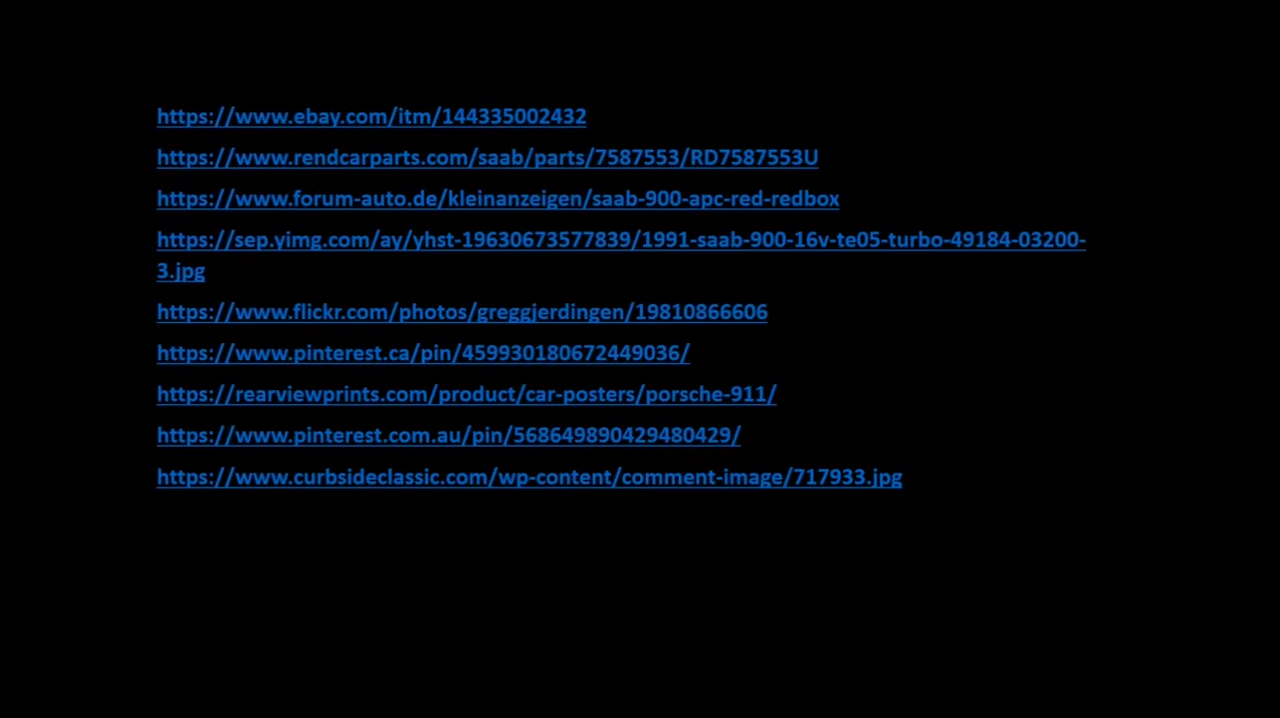 https://www.ebay.com/itm/144335002432
https://www.rendcarparts.com/saab/parts/7587553/RD7587553U
https://www.forum-auto.de/kleinanzeigen/saab-900-apc-red-redbox
https://sep.yimg.com/ay/yhst-19630673577839/1991-saab-900-16v-te05-turbo-49184-03200-
3.jpg
https://www.flickr.com/photos/greggjerdingen/19810866606
https://www.pinterest.ca/pin/459930180672449036/
https://rearviewprints.com/product/car-posters/porsche-911/
https://www.pinterest.com.au/pin/568649890429480429/
https://www.curbsideclassic.com/wp-content/comment-image/717933.jpg